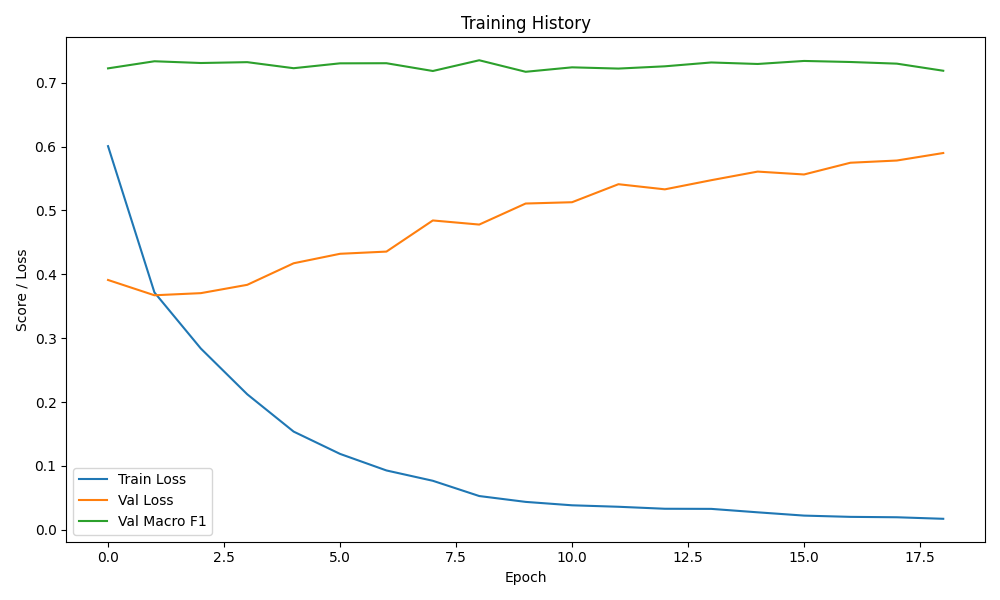 Training History
Score / Loss
0.7
0.6
0.5
0.4
0.3
0.2
0.1
0.0
Train Loss
Val Loss
Val Macro F1
0.0 2.5 5.0 7.5 10.0 12.5 15.0 17.5
Epoch